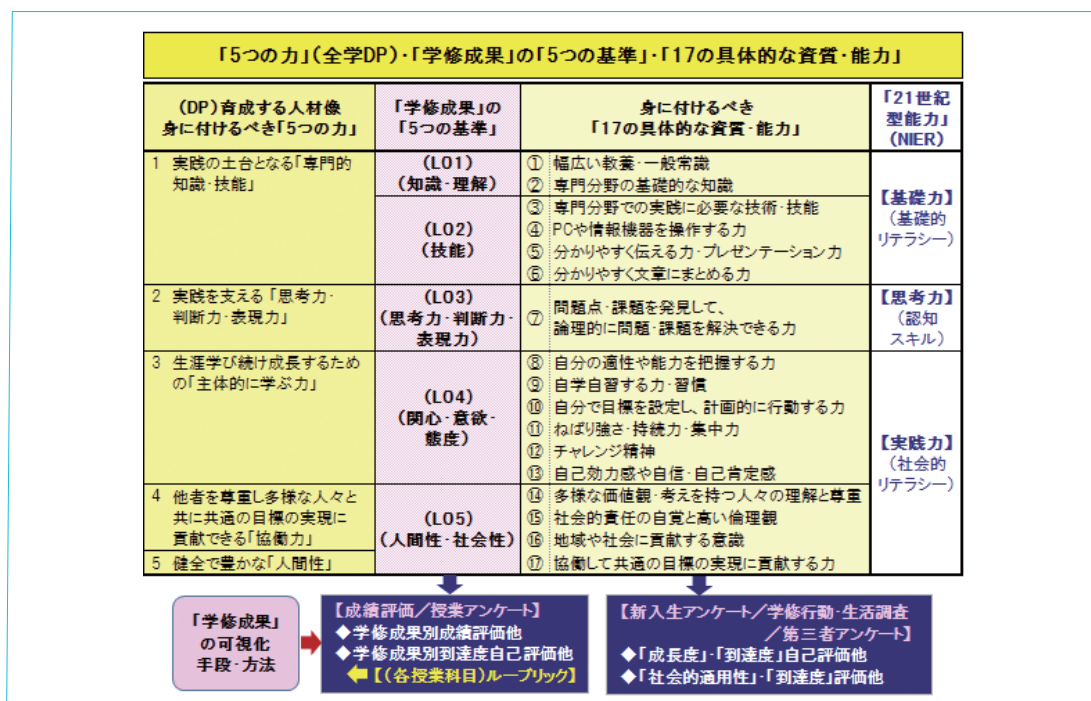 「5つの力」(全学DP)・「学修成果」の「5つの基準」・「17の具体的な資質・能力」
(DP)育成する人材像
身に付けるべき「5つの力」
「学修成果」の
「5つの基準」
身に付けるべき
「17の具体的な資質・能力」
「21世紀
型能力」
(NIER)
1 実践の土台となる「専門的
知識・技能」
(LO1)
(知識・理解)
① 幅広い教養・一般常識
② 専門分野の基礎的な知識
(LO2)
(技能)
③ 専門分野での実践に必要な技術・技能
④ PCや情報機器を操作する力
⑤ 分かりやすく伝える力・プレゼンテーション力
⑥ 分かりやすく文章にまとめる力
【基礎力】
(基礎的
リテラシー)
2 実践を支える「思考力・
判断力・表現力」
(LO3)
(思考力・判断力・
表現力)
⑦ 問題点・課題を発見して、
論理的に問題・課題を解決できる力
【思考力】
(認知
スキル)
3 生涯学び続け成長するため
の「主体的に学ぶ力」
(LO4)
(関心・意欲・
態度)
⑧ 自分の適性や能力を把握する力
⑨ 自学自習する力・習慣
⑩ 自分で目標を設定し、計画的に行動する力
⑪ ねばり強さ・持続力・集中力
⑫ チャレンジ精神
⑬ 自己効力感や自信・自己肯定感
【実践力】
(社会的
リテラシー)
4 他者を尊重し多様な人々と
共に共通の目標の実現に
貢献できる「協働力」
5 健全で豊かな「人間性」
(LO5)
(人間性・社会性)
⑭ 多様な価値観・考えを持つ人々の理解と尊重
⑮ 社会的責任の自覚と高い倫理観
⑯ 地域や社会に貢献する意識
⑰ 協働して共通の目標の実現に貢献する力
「学修成果」
の可視化
手段・方法
【成績評価/授業アンケート】
◆学修成果別成績評価他
◆学修成果別到達度自己評価他
【(各授業科目)ルーブリック】
【新入生アンケート/学修行動・生活調査
/第三者アンケート】
◆「成長度」・「到達度」自己評価他
◆「社会的通用性」・「到達度」評価他